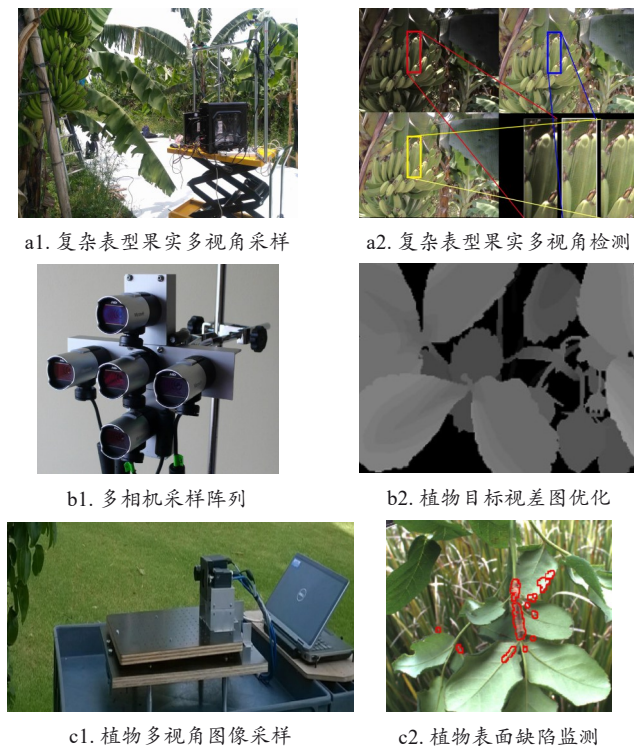 a1. 复杂表型果实多视角采样
a2. 复杂表型果实多视角检测
b1. 多相机采样阵列
b2. 植物目标视差图优化
c1. 植物多视角图像采样
c2. 植物表面缺陷监测